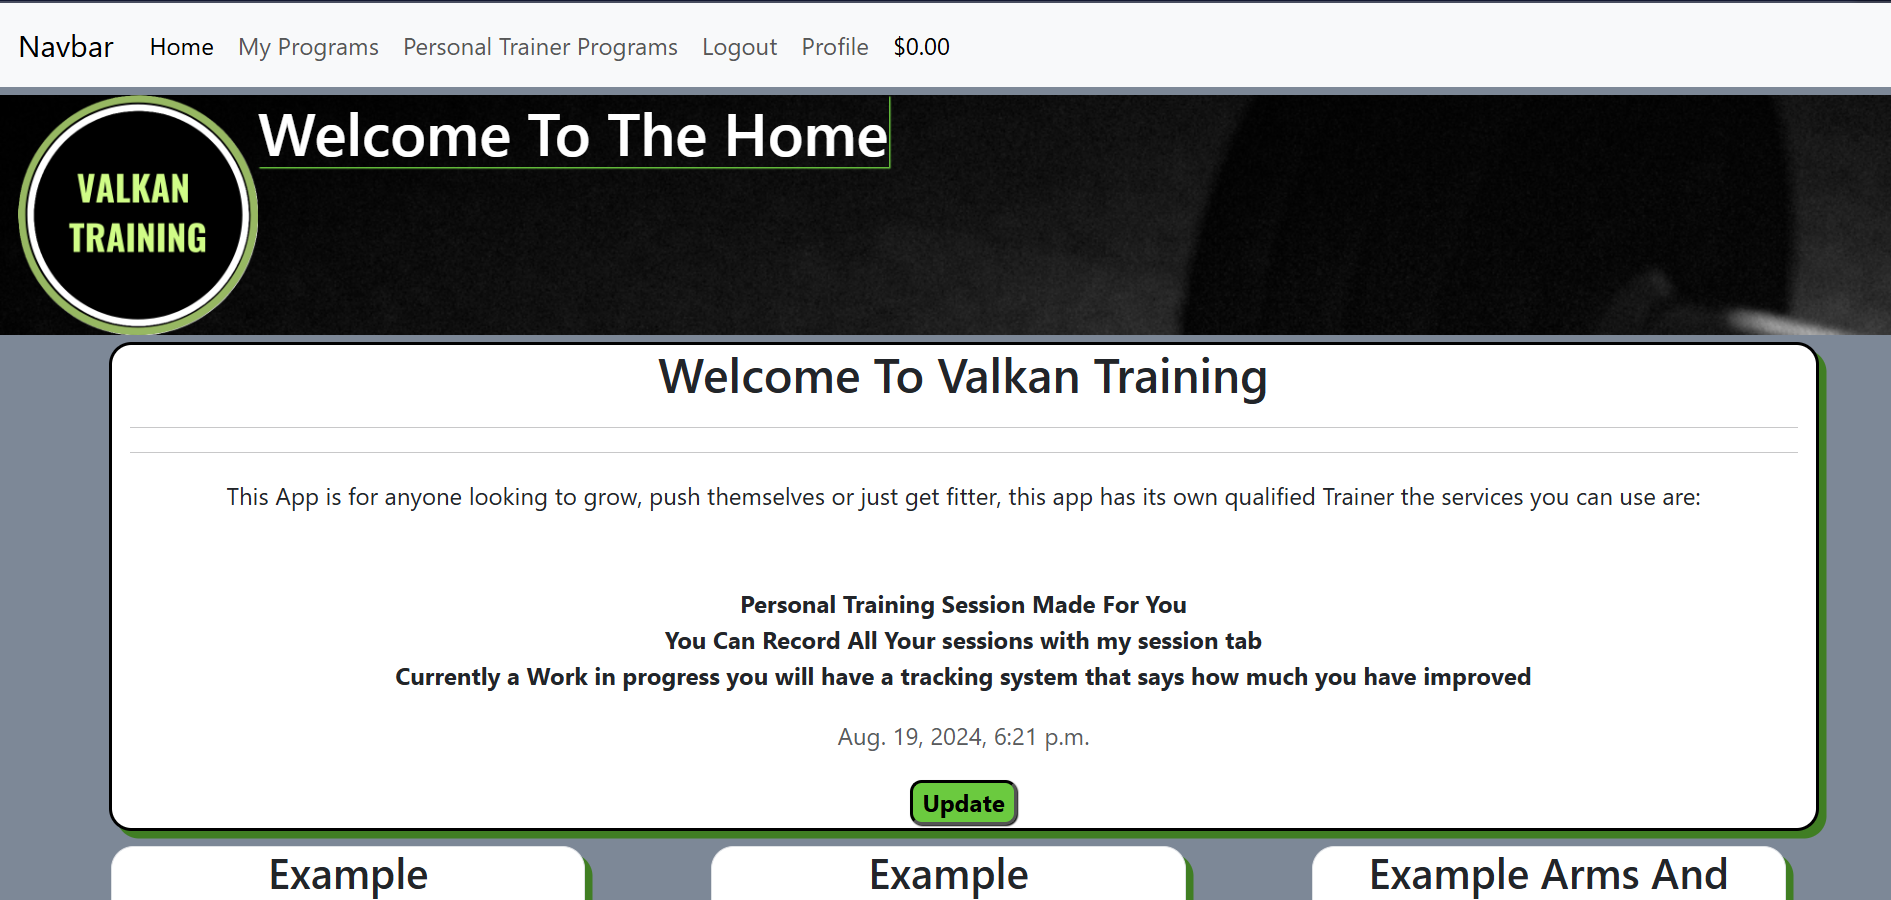 Navbar Home My Programs Personal Trainer Programs Logout Profile $0.00
VALKAN
TRAINING
Welcome To The Home
Welcome To Valkan Training
This App is for anyone looking to grow, push themselves or just get fitter, this app has its own qualified Trainer the services you can use are:
Personal Training Session Made For You
You Can Record All Your sessions with my session tab
Currently a Work in progress you will have a tracking system that says how much you have improved
Aug. 19, 2024, 6:21 p.m.
Update
Example
Example
Example Arms And